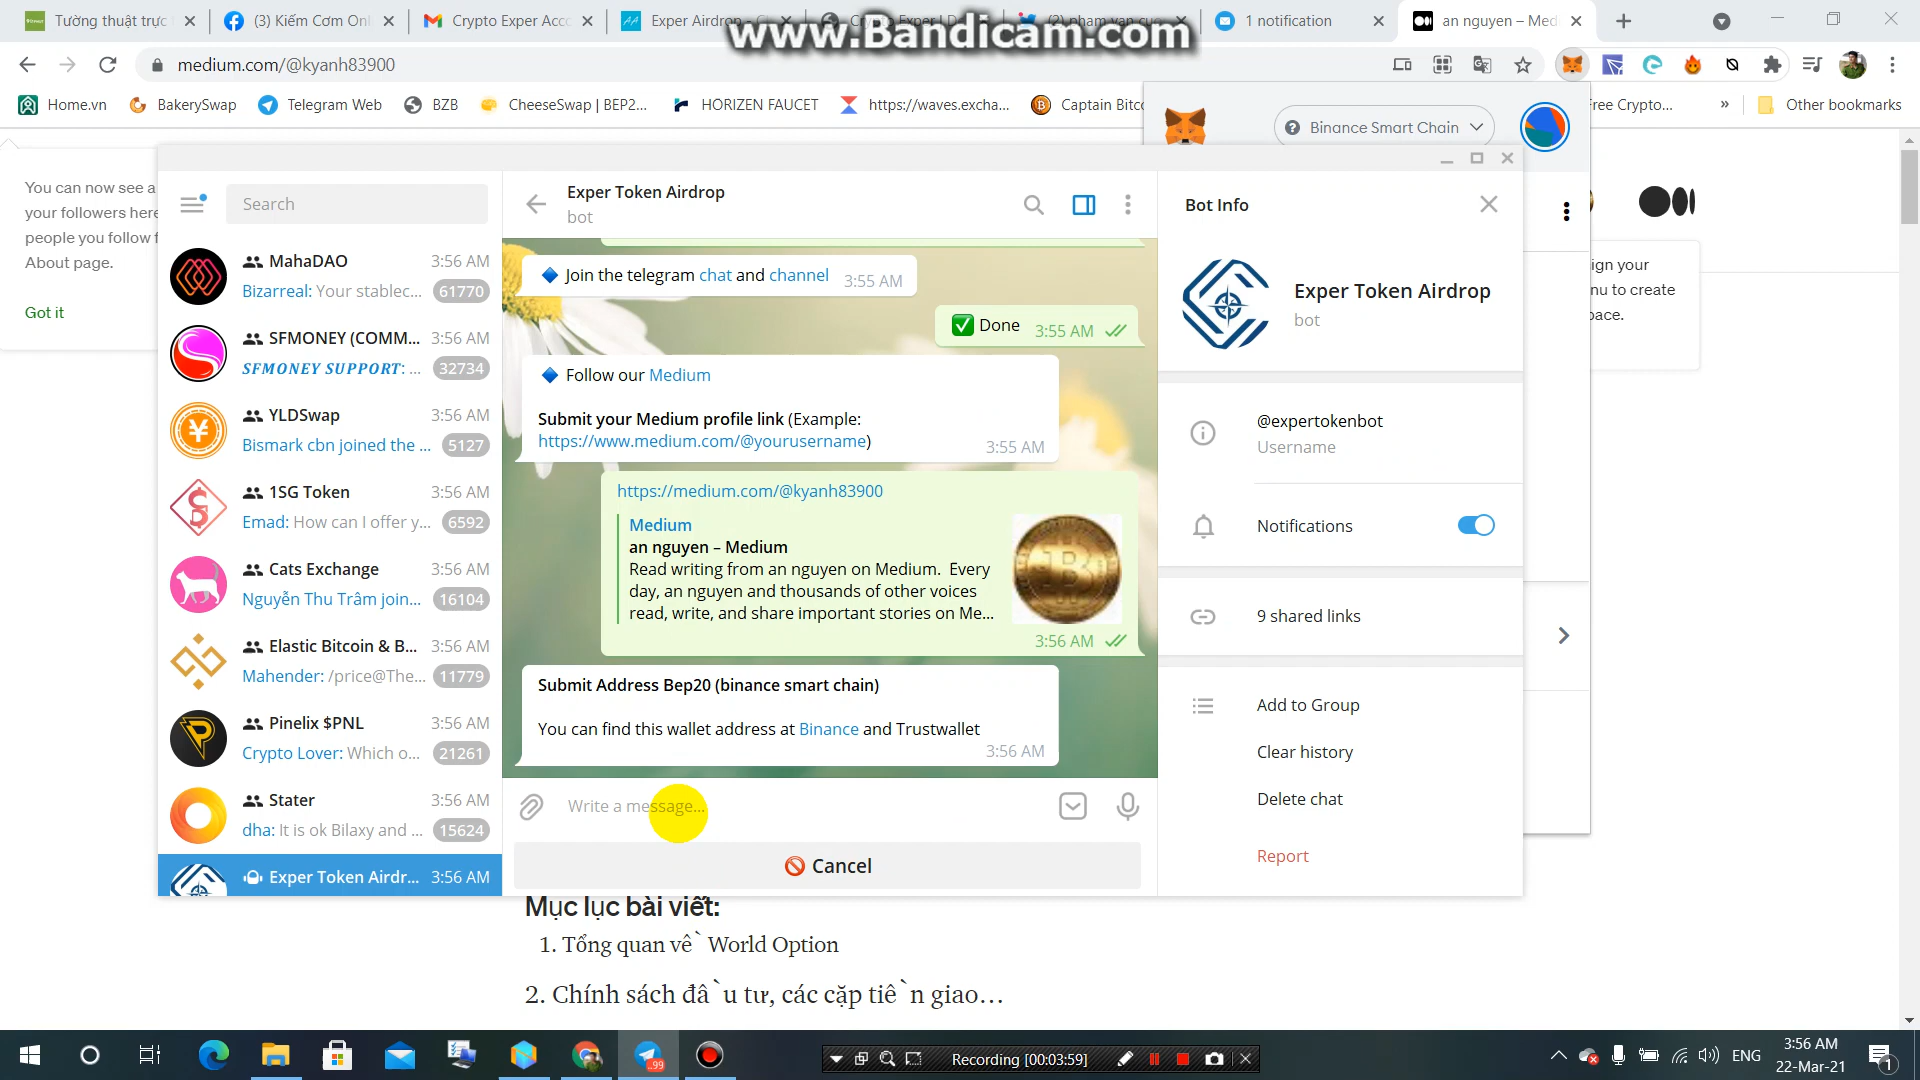 Tường thuật trực
(3) Kiếm Cơm Onl
Crypto Exper Acco
Exper Airdrop - C
Crypto Exper | D
(2) pham van cu
1 notification
an nguyen – Med
www.Bandicam.com
medium.com/@kyanh83900
Home.vn
BakerySwap
Telegram Web
BZB
CheeseSwap | BEP2...
HORIZEN FAUCET
https://waves.excha...
Captain Bitco
Free Crypto...
»
Other bookmarks
Binance Smart Chain
You can now see a
your followers here
people you follow f
About page.
Got it
ign your
nu to create
pace.
Search
MahaDAO 3:56 AM
Bizarreal: Your stablec... 61770
SFMONEY (COMM... 3:56 AM
SFMONEY SUPPORT: ... 32734
YLDSwap 3:56 AM
Bismark cbn joined the ... 5127
1SG Token 3:56 AM
Emad: How can I offer y... 6592
Cats Exchange 3:56 AM
Nguyễn Thu Trâm join... 16104
Elastic Bitcoin & B... 3:56 AM
Mahender: /price@The... 11779
Pinelix $PNL 3:56 AM
Crypto Lover: Which o... 21261
Stater 3:56 AM
dha: It is ok Bilaxy and ... 15624
Exper Token Airdr... 3:56 AM
Exper Token Airdrop
bot
Join the telegram chat and channel 3:55 AM
Done 3:55 AM
Follow our Medium
Submit your Medium profile link (Example:
https://www.medium.com/@yourusername)
3:55 AM
https://medium.com/@kyanh83900
Medium
an nguyen – Medium
Read writing from an nguyen on Medium. Every
day, an nguyen and thousands of other voices
read, write, and share important stories on Me...
3:56 AM
Submit Address Bep20 (binance smart chain)
You can find this wallet address at Binance and Trustwallet
3:56 AM
Write a message...
Cancel
Bot Info
Exper Token Airdrop
bot
@expertokenbot
Username
Notifications
9 shared links
Add to Group
Clear history
Delete chat
Report
Mục lục bài viết:
1. Tổng quan về World Option
2. Chính sách đầu tư, các cặp tiền giao…
99
Recording [00:03:59]
ENG
3:56 AM
22-Mar-21
1